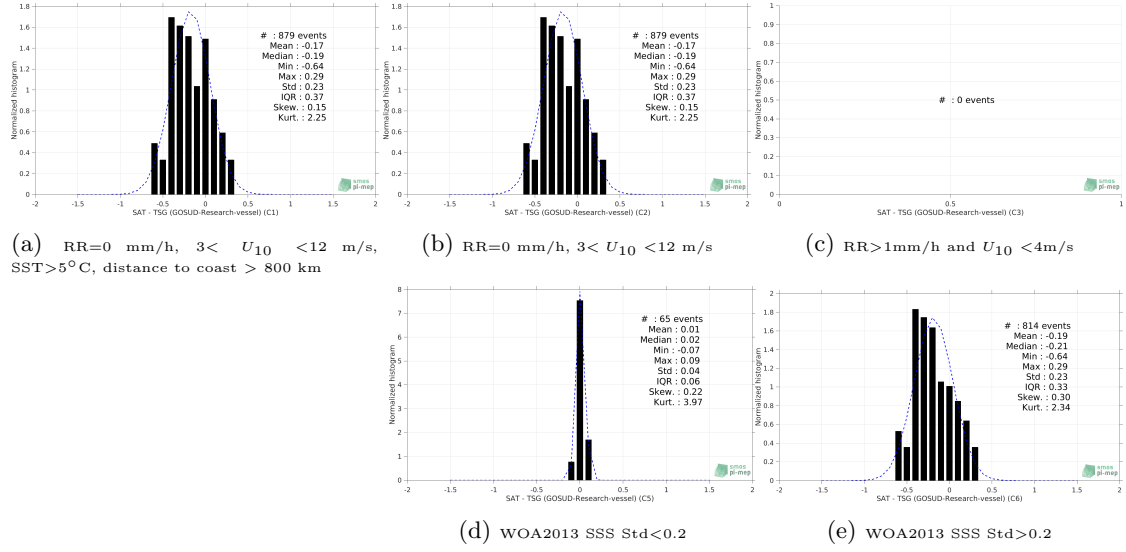 1.8
1.6
1.4
1.2
1
0.8
0.6
0.4
0.2
0
Normalized histogram
# : 879 events
Mean : -0.17
Median : -0.19
Min : -0.64
Max : 0.29
Std : 0.23
IQR : 0.37
Skew. : 0.15
Kurt. : 2.25
smos
pi-mep
-2 -1.5 -1 -0.5 0 0.5 1 1.5 2
SAT - TSG (GOSUD-Research-vessel) (C1)
(a) RR=0 mm/h, 3< U10 <12 m/s,
SST>5°C, distance to coast > 800 km
1.8
1.6
1.4
1.2
1
0.8
0.6
0.4
0.2
0
Normalized histogram
# : 879 events
Mean : -0.17
Median : -0.19
Min : -0.64
Max : 0.29
Std : 0.23
IQR : 0.37
Skew. : 0.15
Kurt. : 2.25
smos
pi-mep
-2 -1.5 -1 -0.5 0 0.5 1 1.5 2
SAT - TSG (GOSUD-Research-vessel) (C2)
(b) RR=0 mm/h, 3< U10 <12 m/s
1
0.9
0.8
0.7
0.6
0.5
0.4
0.3
0.2
0.1
0
Normalized histogram
# : 0 events
smos
pi-mep
0 0.5 1
SAT - TSG (GOSUD-Research-vessel) (C3)
(c) RR>1mm/h and U10 <4m/s
8
7
6
5
4
3
2
1
0
Normalized histogram
# : 65 events
Mean : 0.01
Median : 0.02
Min : -0.07
Max : 0.09
Std : 0.04
IQR : 0.06
Skew. : 0.22
Kurt. : 3.97
smos
pi-mep
-2 -1.5 -1 -0.5 0 0.5 1 1.5 2
SAT - TSG (GOSUD-Research-vessel) (C5)
(d) WOA2013 SSS Std<0.2
2
1.8
1.6
1.4
1.2
1
0.8
0.6
0.4
0.2
0
Normalized histogram
# : 814 events
Mean : -0.19
Median : -0.21
Min : -0.64
Max : 0.29
Std : 0.23
IQR : 0.33
Skew. : 0.30
Kurt. : 2.34
smos
pi-mep
-2 -1.5 -1 -0.5 0 0.5 1 1.5 2
SAT - TSG (GOSUD-Research-vessel) (C6)
(e) WOA2013 SSS Std>0.2